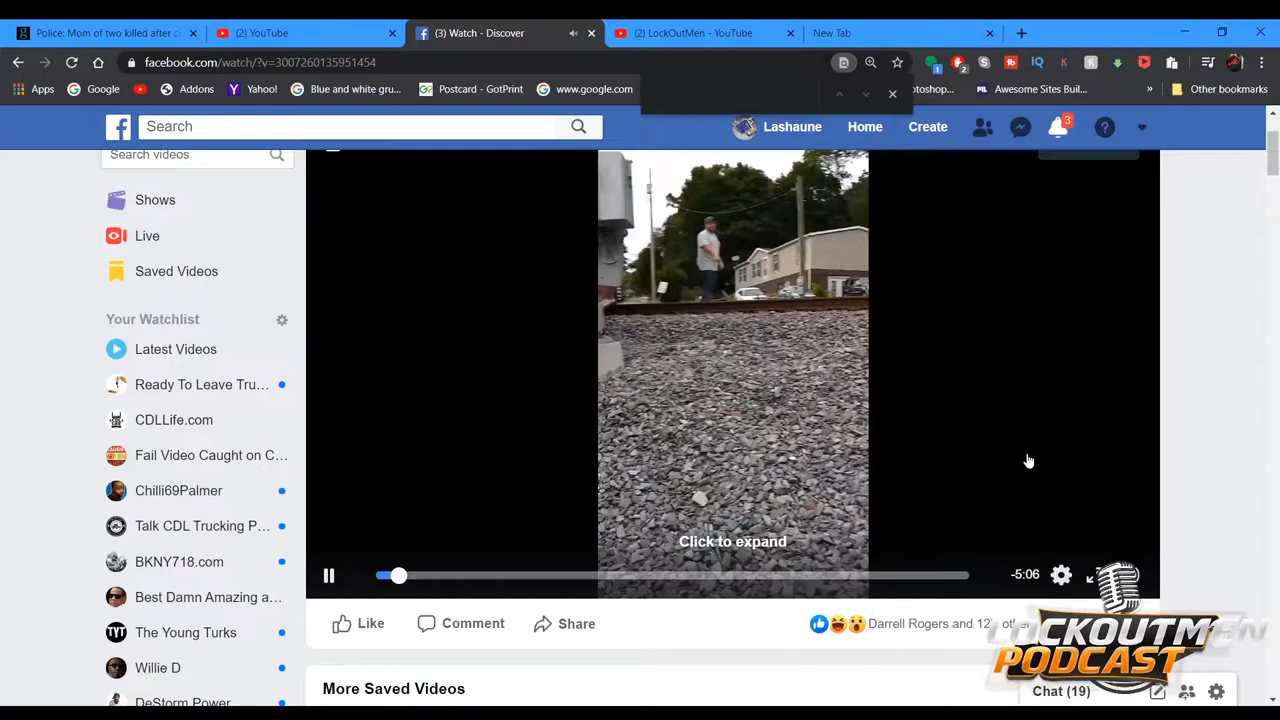 Police: Mom of two killed after
(2) YouTube
(3) Watch - Discover
(2) LockOutMen - YouTube
New Tab
facebook.com/watch/?v=3007260135951454
Apps
Google
Addons
Yahoo!
Blue and white gru...
Postcard - GotPrint
www.google.com
Awesome Sites Buil...
Other bookmarks
Search
Lashaune
Home
Create
3
Search videos
Shows
Live
Saved Videos
Your Watchlist
Latest Videos
Ready To Leave Tru...
CDLLife.com
Fail Video Caught on C...
Chilli69Palmer
Talk CDL Trucking P...
BKNY718.com
Best Damn Amazing a...
TYT
The Young Turks
Willie D
DeStorm Power
Click to expand
-5:06
Like
Comment
Share
Darrell Rogers and
LOCKOUTMEN
PODCAST
More Saved Videos
Chat (19)